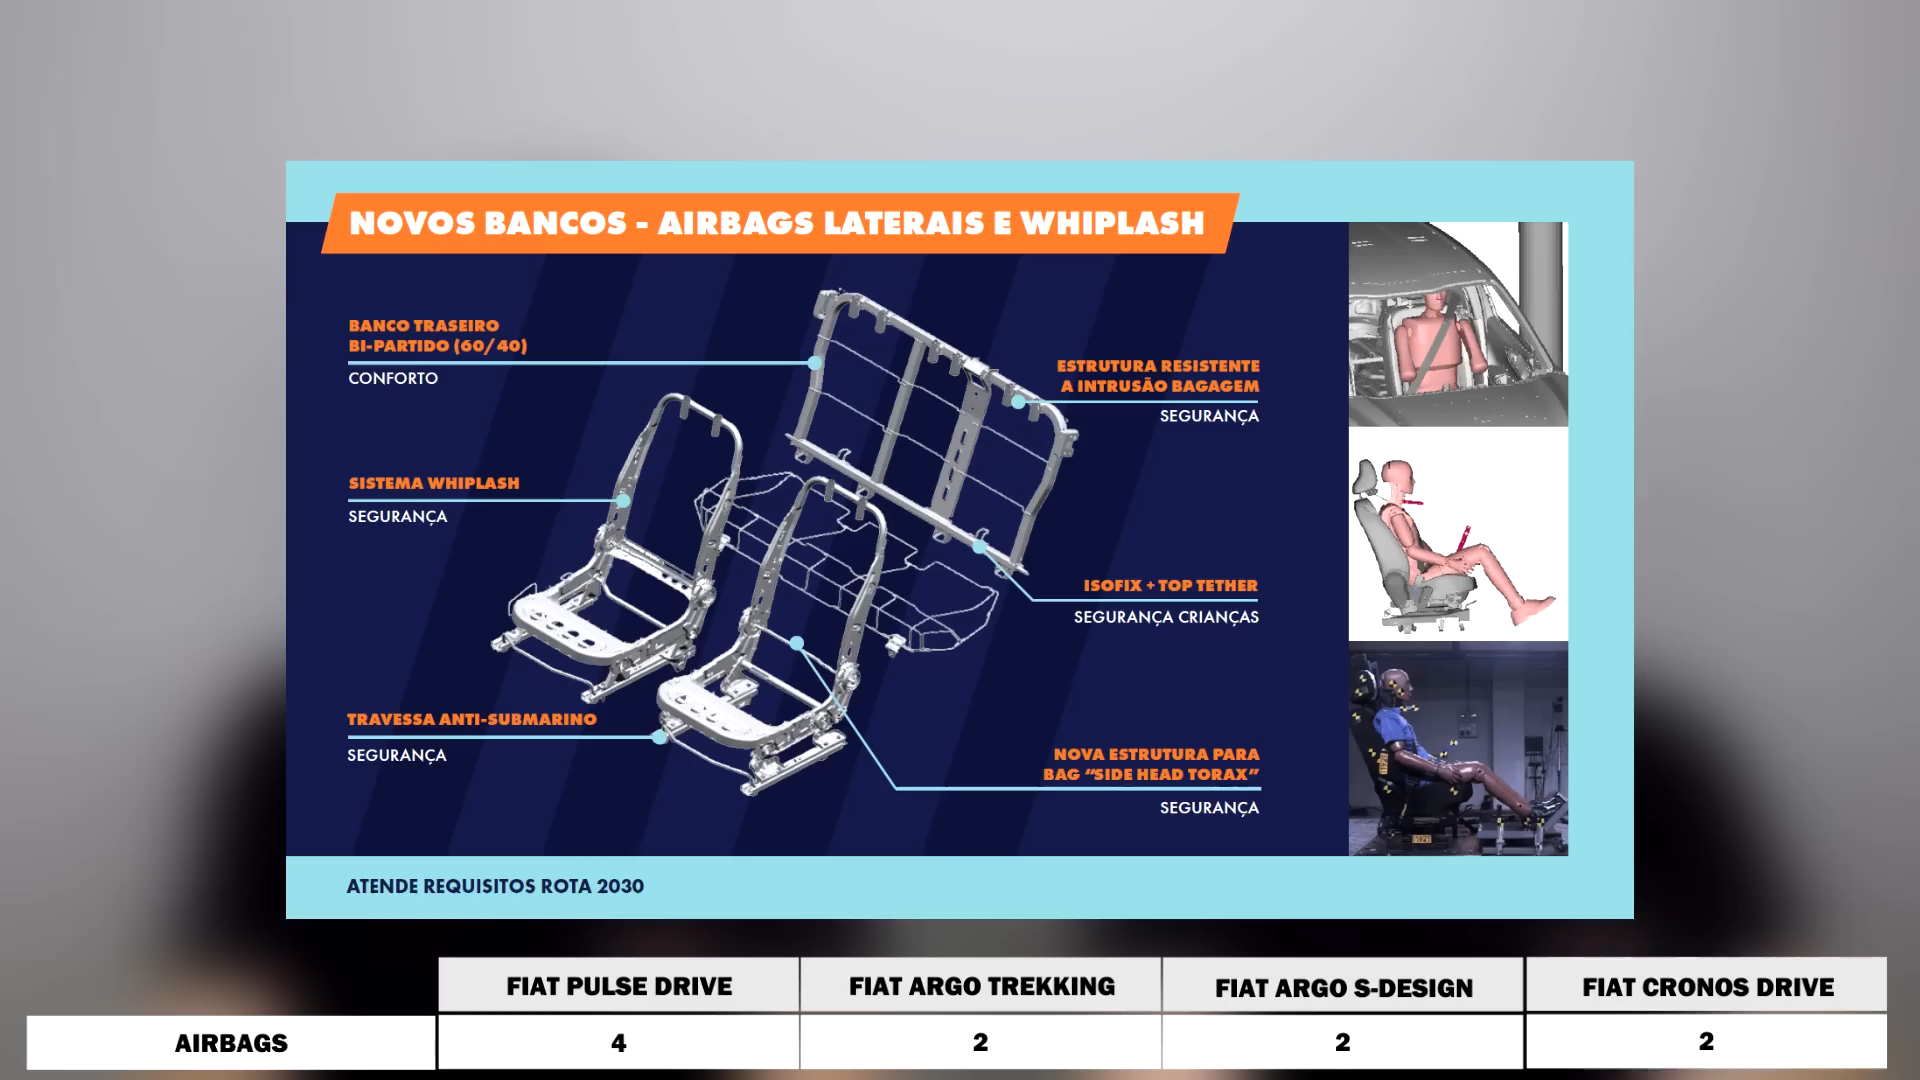 NOVOS BANCOS - AIRBAGS LATERAIS E WHIPLASH
BANCO TRASEIRO
BI-PARTIDO (60/40)
CONFORTO
ESTRUTURA RESISTENTE
A INTRUSÃO BAGAGEM
SEGURANÇA
SISTEMA WHIPLASH
SEGURANÇA
ISOFIX + TOP TETHER
SEGURANÇA CRIANÇAS
TRAVESSA ANTI-SUBMARINO
SEGURANÇA
NOVA ESTRUTURA PARA
BAG “SIDE HEAD TORAX”
SEGURANÇA
ATENDE REQUISITOS ROTA 2030
FIAT PULSE DRIVE FIAT ARGO TREKKING FIAT ARGO S-DESIGN FIAT CRONOS DRIVE
AIRBAGS 4 2 2 2